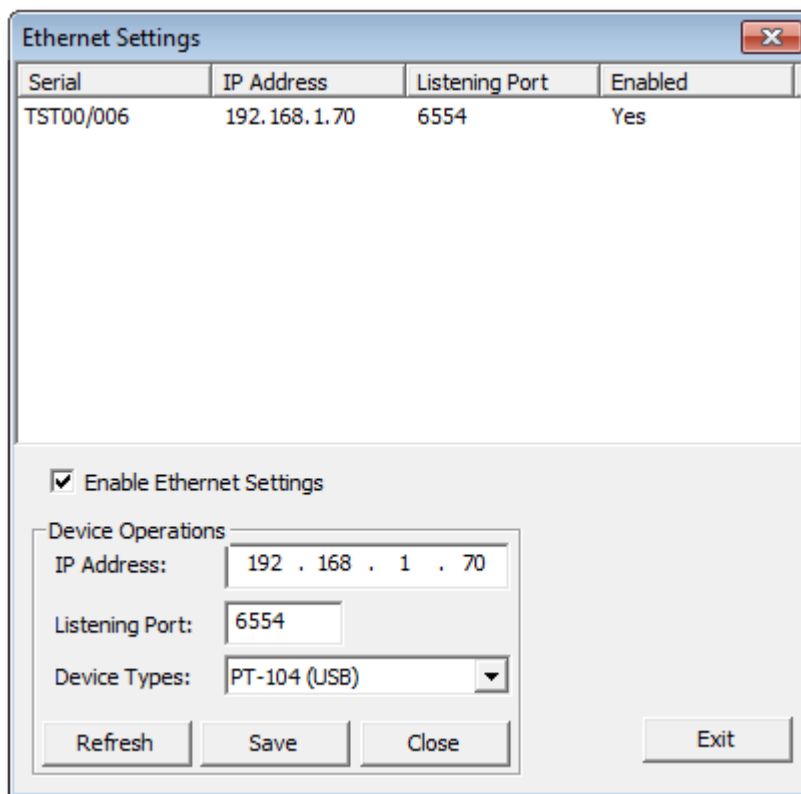 Ethernet Settings
Serial IP Address Listening Port Enabled
TST00/006 192.168.1.70 6554 Yes
Enable Ethernet Settings
Device Operations
IP Address: 192 . 168 . 1 . 70
Listening Port: 6554
Device Types: PT-104 (USB)
Refresh Save Close Exit